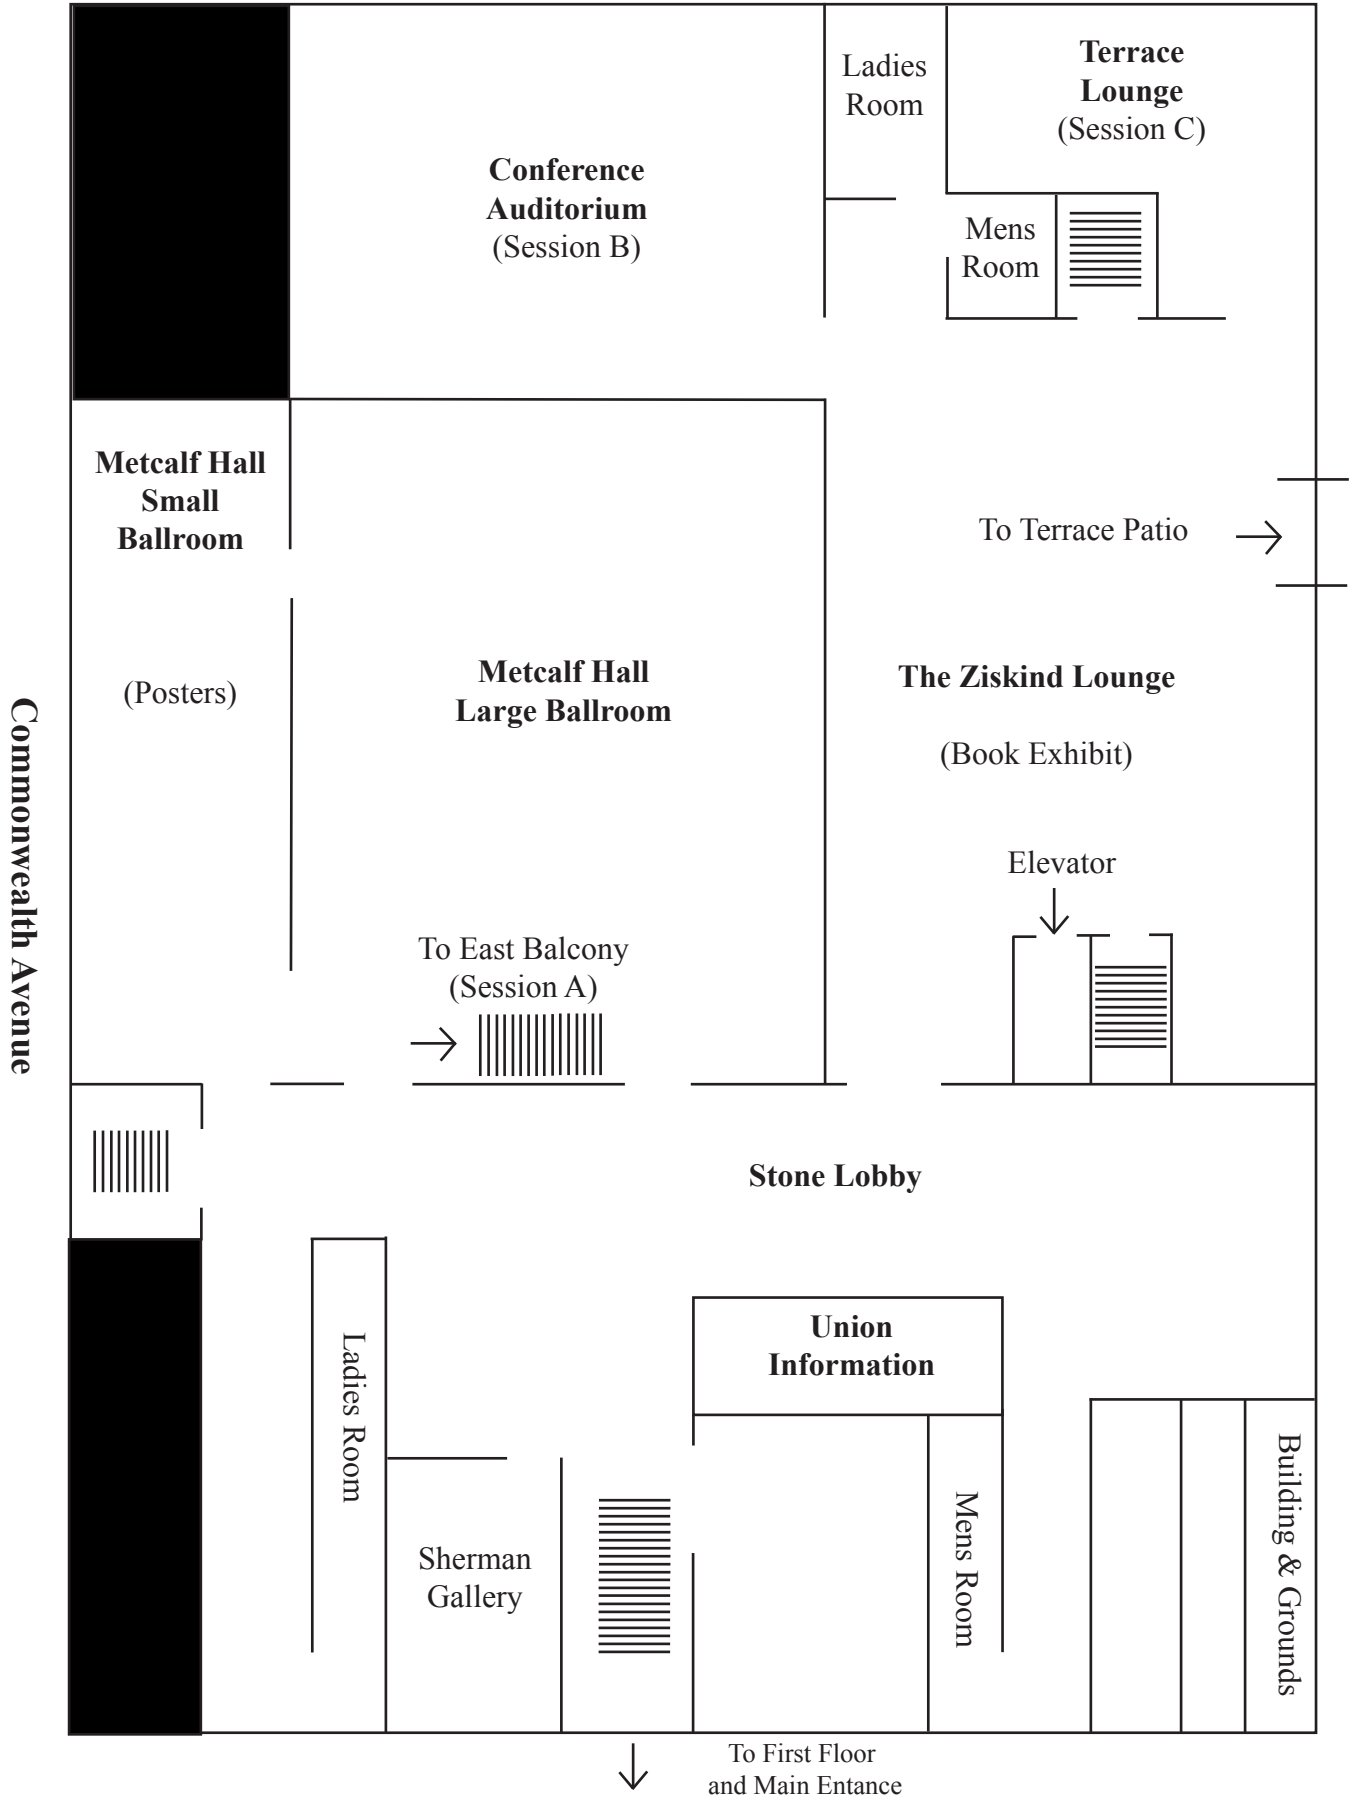 Ladies
Room
Terrace
Lounge
(Session C)
Conference
Auditorium
(Session B)
Mens
Room
Metcalf Hall
Small
Ballroom
(Posters)
To Terrace Patio
Metcalf Hall
Large Ballroom
The Ziskind Lounge
(Book Exhibit)
Commonwealth Avenue
Elevator
To East Balcony
(Session A)
Stone Lobby
Ladies Room
Union
Information
Sherman
Gallery
Mens Room
Building & Grounds
To First Floor
and Main Entance